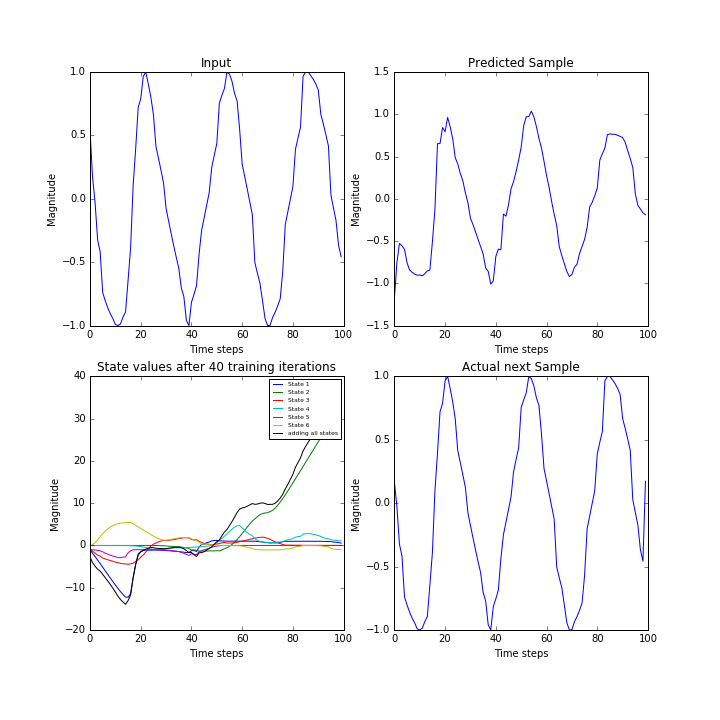 Input
1.0
0.5
0.0
−0.5
−1.0
Magnitude
0 20 40 60 80 100
Time steps
Predicted Sample
1.5
1.0
0.5
0.0
−0.5
−1.0
−1.5
Magnitude
0 20 40 60 80 100
Time steps
State values after 40 training iterations
40
30
20
10
0
−10
−20
Magnitude
State 1
State 2
State 3
State 4
State 5
State 6
adding all states
0 20 40 60 80 100
Time steps
Actual next Sample
1.0
0.5
0.0
−0.5
−1.0
Magnitude
0 20 40 60 80 100
Time steps